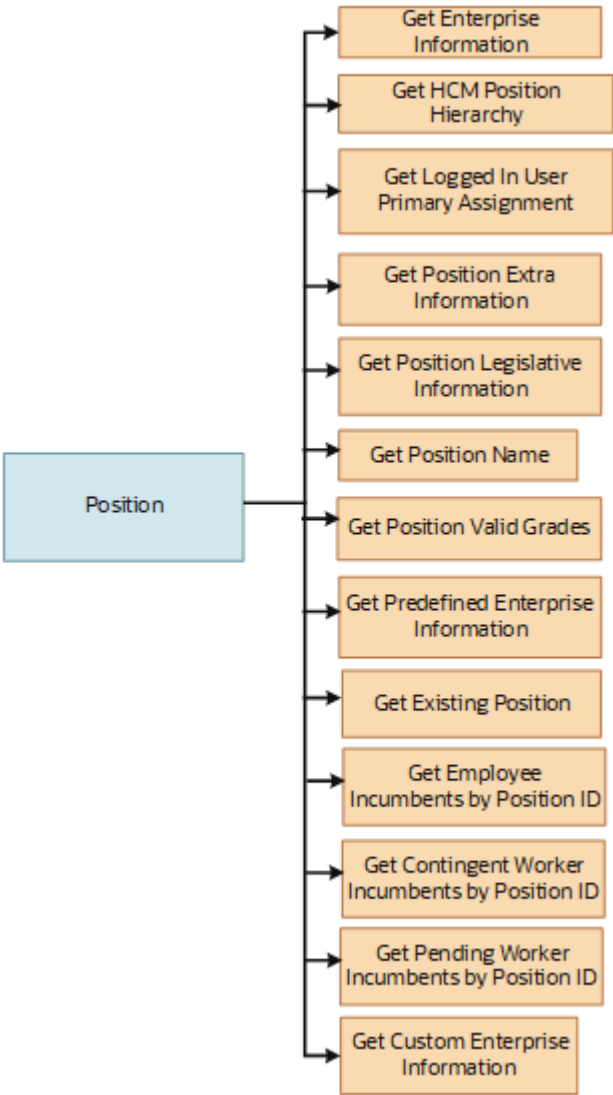 Get Enterprise
Information
Get HCM Position
Hierarchy
Get Logged In User
Primary Assignment
Get Position Extra
Information
Get Position Legislative
Information
Get Position Name
Position
Get Position Valid Grades
Get Predefined Enterprise
Information
Get Existing Position
Get Employee
Incumbents by Position ID
Get Contingent Worker
Incumbents by Position ID
Get Pending Worker
Incumbents by Position ID
Get Custom Enterprise
Information